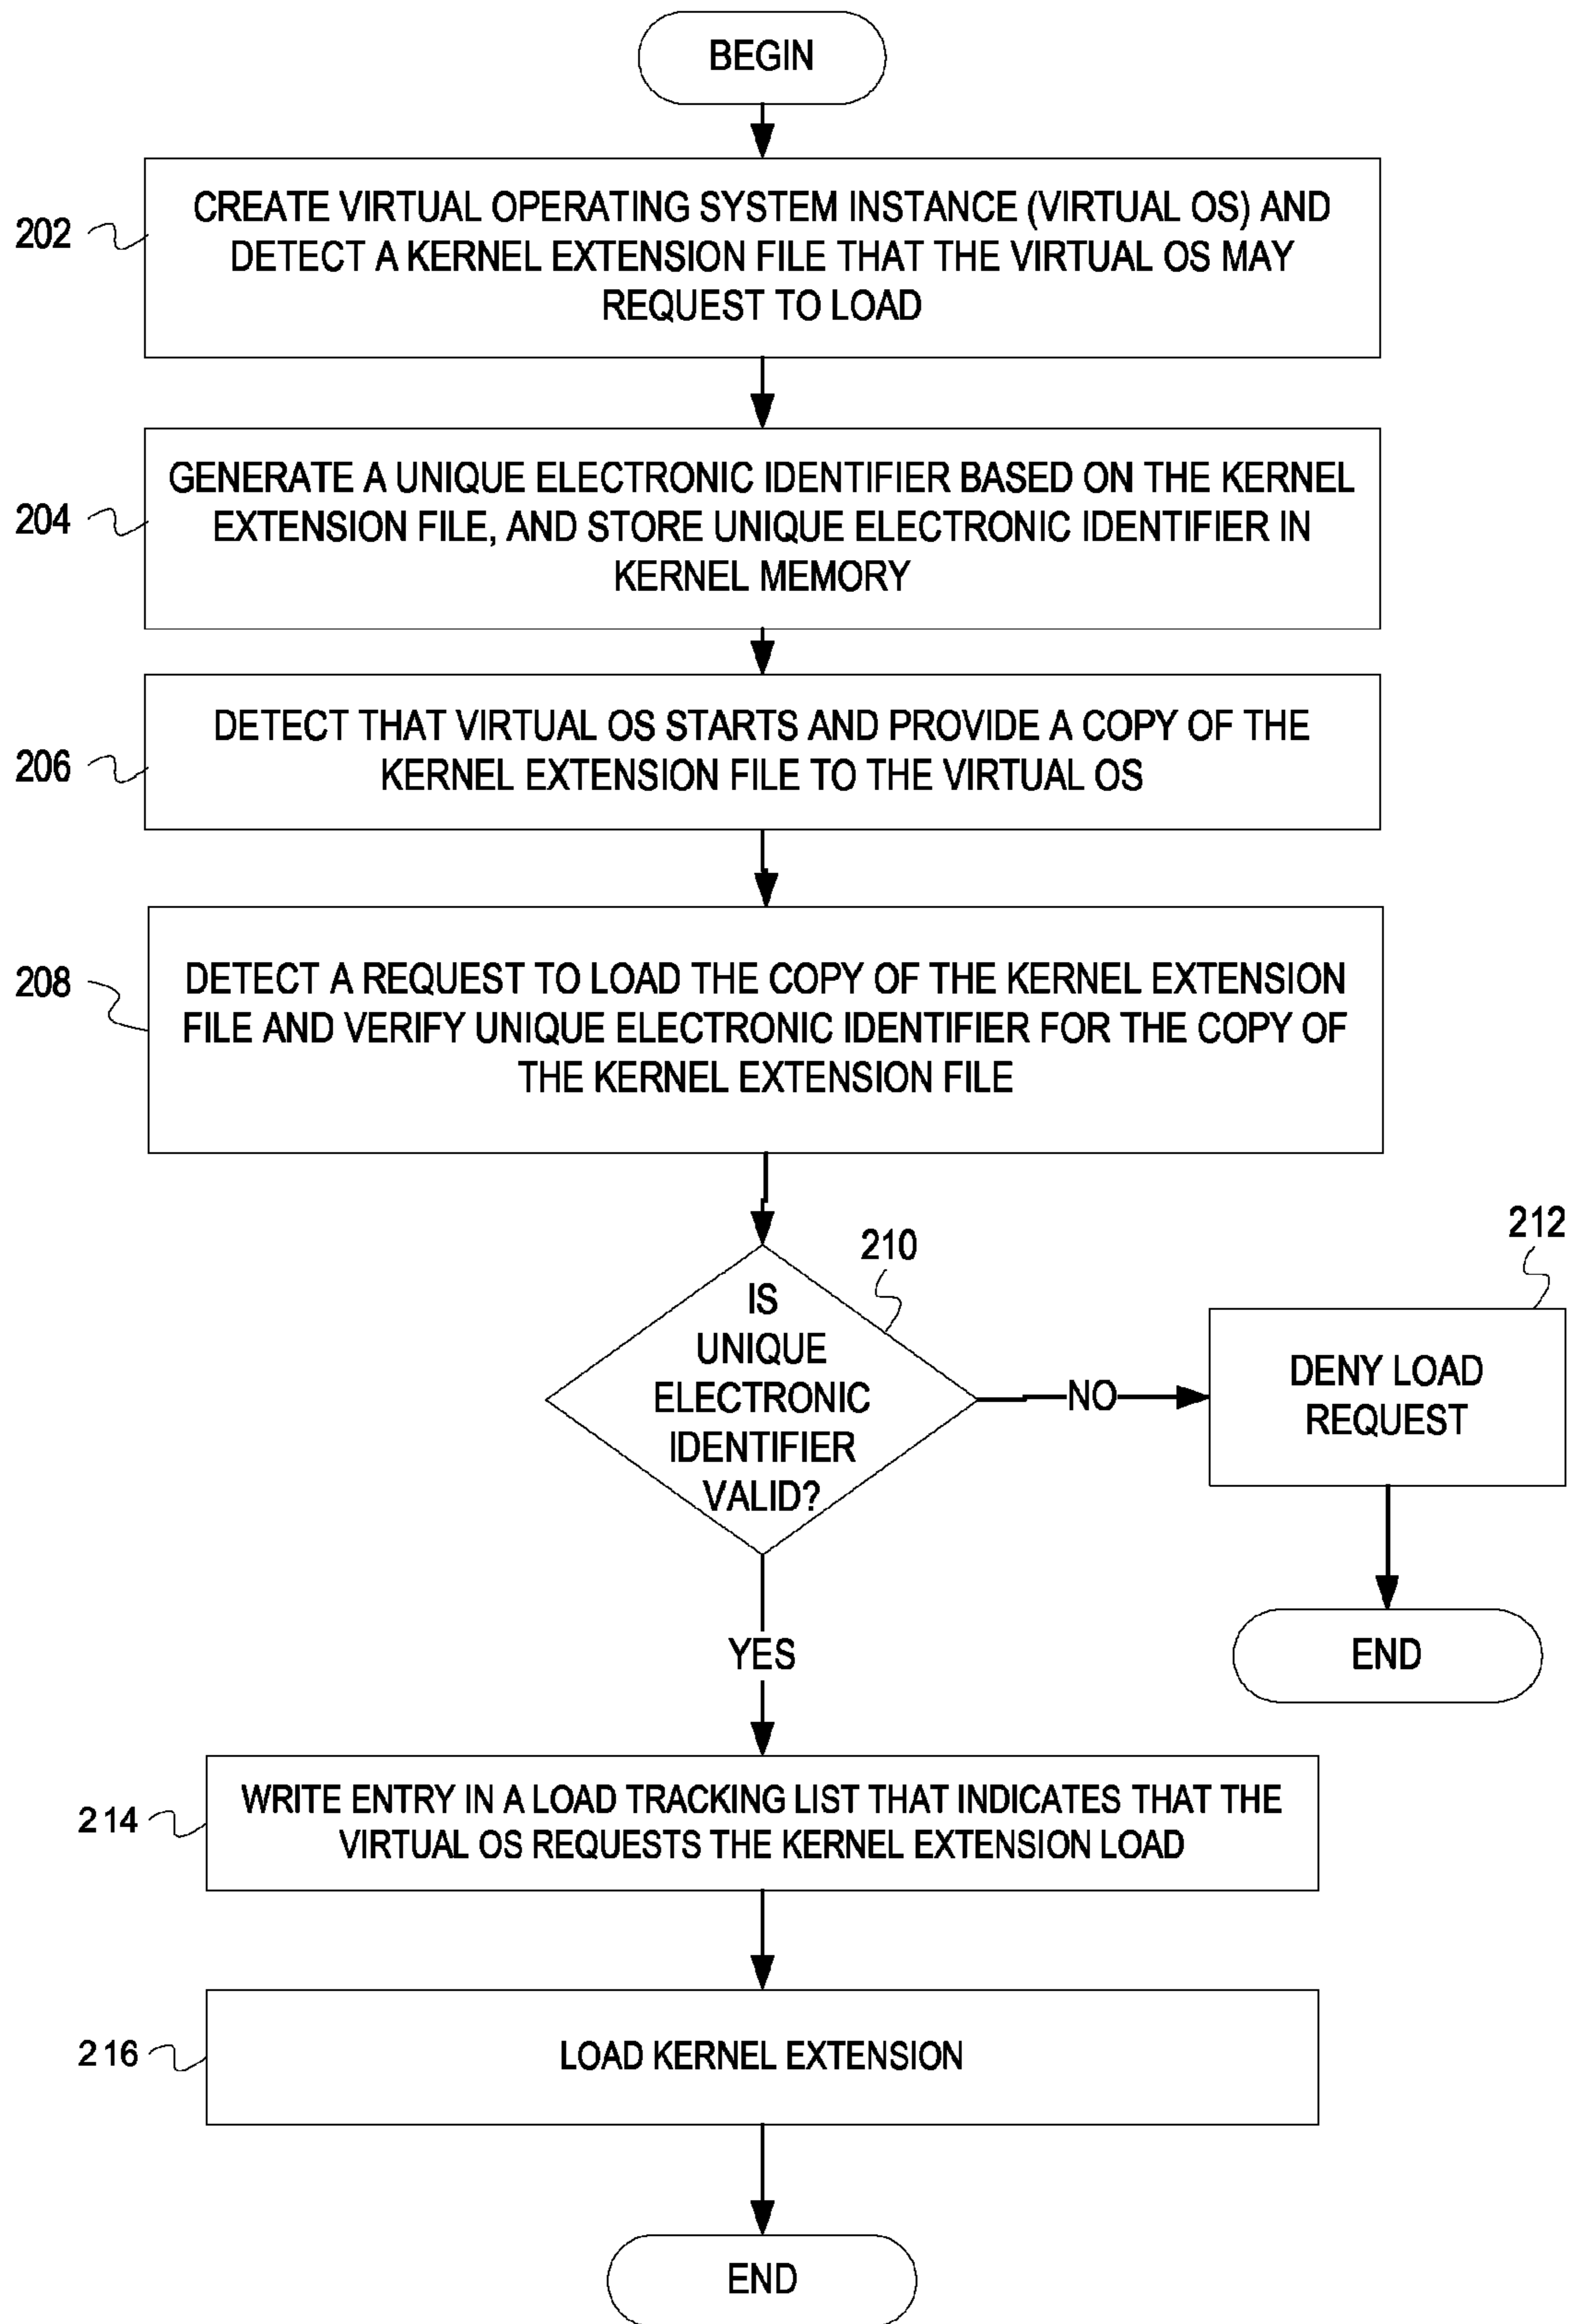 BEGIN
202
CREATE VIRTUAL OPERATING SYSTEM INSTANCE (VIRTUAL OS) AND
DETECT A KERNEL EXTENSION FILE THAT THE VIRTUAL OS MAY
REQUEST TO LOAD
204
GENERATE A UNIQUE ELECTRONIC IDENTIFIER BASED ON THE KERNEL
EXTENSION FILE, AND STORE UNIQUE ELECTRONIC IDENTIFIER IN
KERNEL MEMORY
206
DETECT THAT VIRTUAL OS STARTS AND PROVIDE A COPY OF THE
KERNEL EXTENSION FILE TO THE VIRTUAL OS
208
DETECT A REQUEST TO LOAD THE COPY OF THE KERNEL EXTENSION
FILE AND VERIFY UNIQUE ELECTRONIC IDENTIFIER FOR THE COPY OF
THE KERNEL EXTENSION FILE
210
IS
UNIQUE
ELECTRONIC
IDENTIFIER
VALID?
NO
212
DENY LOAD
REQUEST
END
YES
214
WRITE ENTRY IN A LOAD TRACKING LIST THAT INDICATES THAT THE
VIRTUAL OS REQUESTS THE KERNEL EXTENSION LOAD
216
LOAD KERNEL EXTENSION
END